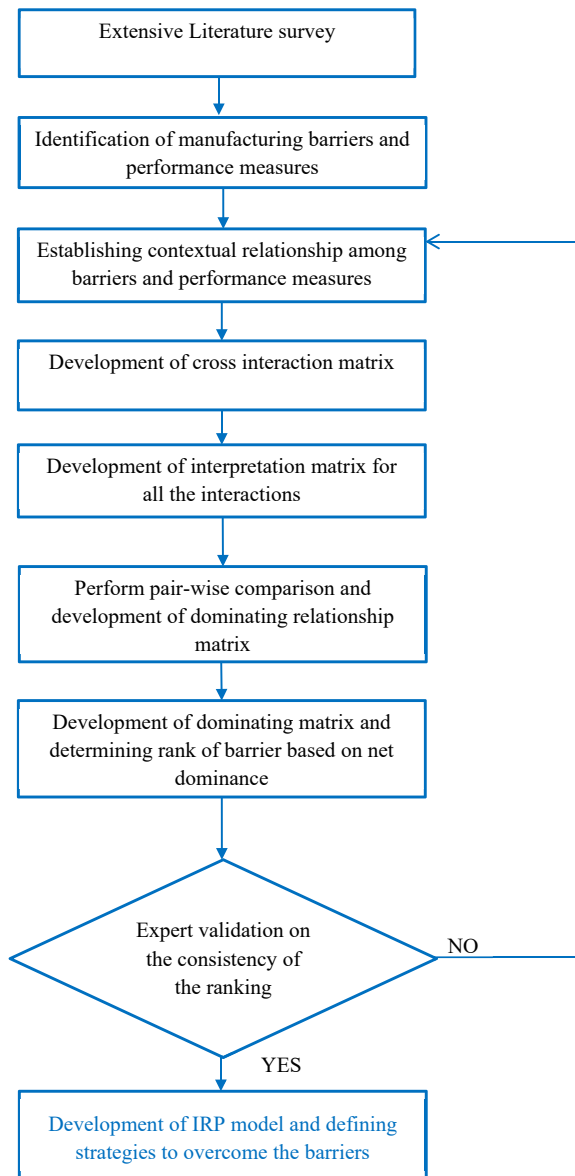 Extensive Literature survey
Identification of manufacturing barriers and
performance measures
Establishing contextual relationship among
barriers and performance measures
Development of cross interaction matrix
Development of interpretation matrix for
all the interactions
Perform pair-wise comparison and
development of dominating relationship
matrix
Development of dominating matrix and
determining rank of barrier based on net
dominance
Expert validation on
the consistency of
the ranking
NO
YES
Development of IRP model and defining
strategies to overcome the barriers